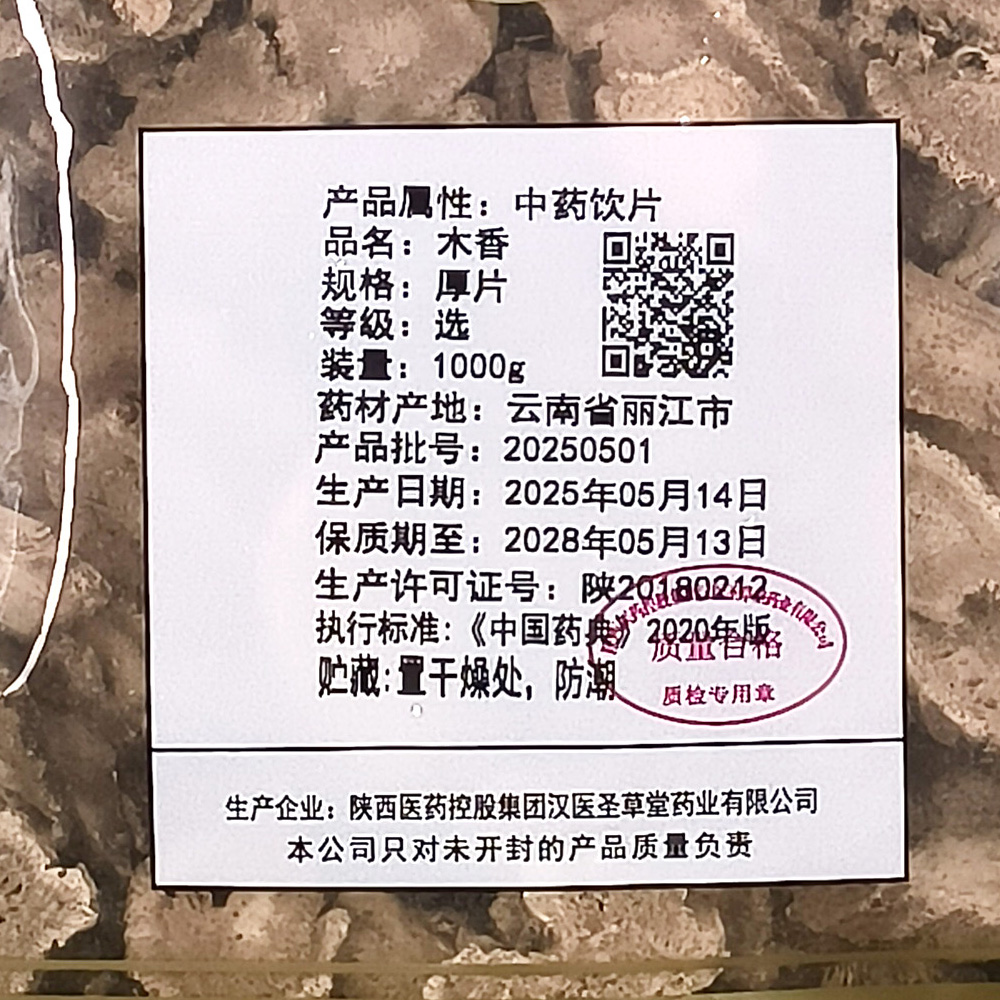 产品属性：中药饮片
品名：木香
规格：厚片
等级：选
装量：1000g
药材产地：云南省丽江市
产品批号：20250501
生产日期：2025年05月14日
保质期至：2028年05月13日
生产许可证号：陕20180212
执行标准：《中国药典》2020年版
贮藏：置干燥处，防潮
质量合格
质检专用章
生产企业：陕西医药控股集团汉医圣草堂药业有限公司
本公司只对未开封的产品质量负责